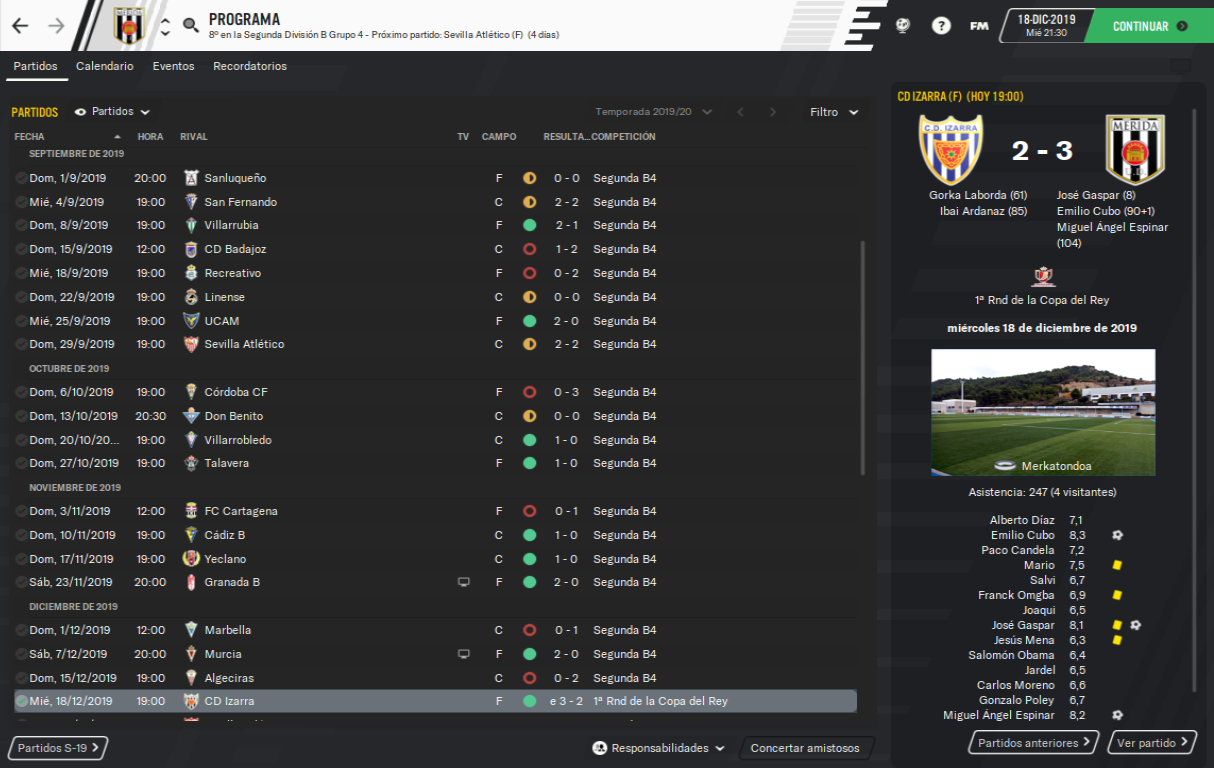 PROGRAMA
8º en la Segunda División B Grupo 4 - Próximo partido: Sevilla Atlético (F) (4 días)
FM
18-DIC-2019
Mié 21:30
CONTINUAR
Partidos Calendario Eventos Recordatorios
PARTIDOS Partidos Temporada 2019/20 Filtro
FECHA HORA RIVAL TV CAMPO RESULTA... COMPETICIÓN
SEPTIEMBRE DE 2019
Dom, 1/9/2019 20:00 Sanluqueño F 0 - 0 Segunda B4
Mié, 4/9/2019 19:00 San Fernando C 2 - 2 Segunda B4
Dom, 8/9/2019 19:00 Villarrubia F 2 - 1 Segunda B4
Dom, 15/9/2019 12:00 CD Badajoz C 1 - 2 Segunda B4
Mié, 18/9/2019 19:00 Recreativo F 0 - 2 Segunda B4
Dom, 22/9/2019 19:00 Linense C 0 - 0 Segunda B4
Mié, 25/9/2019 19:00 UCAM F 2 - 0 Segunda B4
Dom, 29/9/2019 19:00 Sevilla Atlético C 2 - 2 Segunda B4
OCTUBRE DE 2019
Dom, 6/10/2019 19:00 Córdoba CF F 0 - 3 Segunda B4
Dom, 13/10/2019 20:30 Don Benito C 0 - 0 Segunda B4
Dom, 20/10/20... 19:00 Villarrobledo C 1 - 0 Segunda B4
Dom, 27/10/2019 19:00 Talavera F 1 - 0 Segunda B4
NOVIEMBRE DE 2019
Dom, 3/11/2019 12:00 FC Cartagena F 0 - 1 Segunda B4
Dom, 10/11/2019 19:00 Cádiz B C 1 - 0 Segunda B4
Dom, 17/11/2019 19:00 Yeclano C 1 - 0 Segunda B4
Sáb, 23/11/2019 20:00 Granada B F 2 - 0 Segunda B4
DICIEMBRE DE 2019
Dom, 1/12/2019 12:00 Marbella C 0 - 1 Segunda B4
Sáb, 7/12/2019 20:00 Murcia F 2 - 0 Segunda B4
Dom, 15/12/2019 19:00 Algeciras C 0 - 2 Segunda B4
Mié, 18/12/2019 19:00 CD Izarra F e 3 - 2 1ª Rnd de la Copa del Rey
Partidos S-19
Responsabilidades
Concertar amistosos
CD IZARRA (F) (HOY 19:00)
C.D. IZARRA
2 - 3
MERIDA
Gorka Laborda (61)
Ibai Ardanaz (85)
José Gaspar (8)
Emilio Cubo (90+1)
Miguel Ángel Espinar
(104)
1ª Rnd de la Copa del Rey
miércoles 18 de diciembre de 2019
Merkatondoa
Asistencia: 247 (4 visitantes)
Alberto Díaz 7,1
Emilio Cubo 8,3
Paco Candela 7,2
Mario 7,5
Salvi 6,7
Franck Omgba 6,9
Joaqui 6,5
José Gaspar 8,1
Jesús Mena 6,3
Salomón Obama 6,4
Jardel 6,5
Carlos Moreno 6,6
Gonzalo Poley 6,7
Miguel Ángel Espinar 8,2
Partidos anteriores
Ver partido